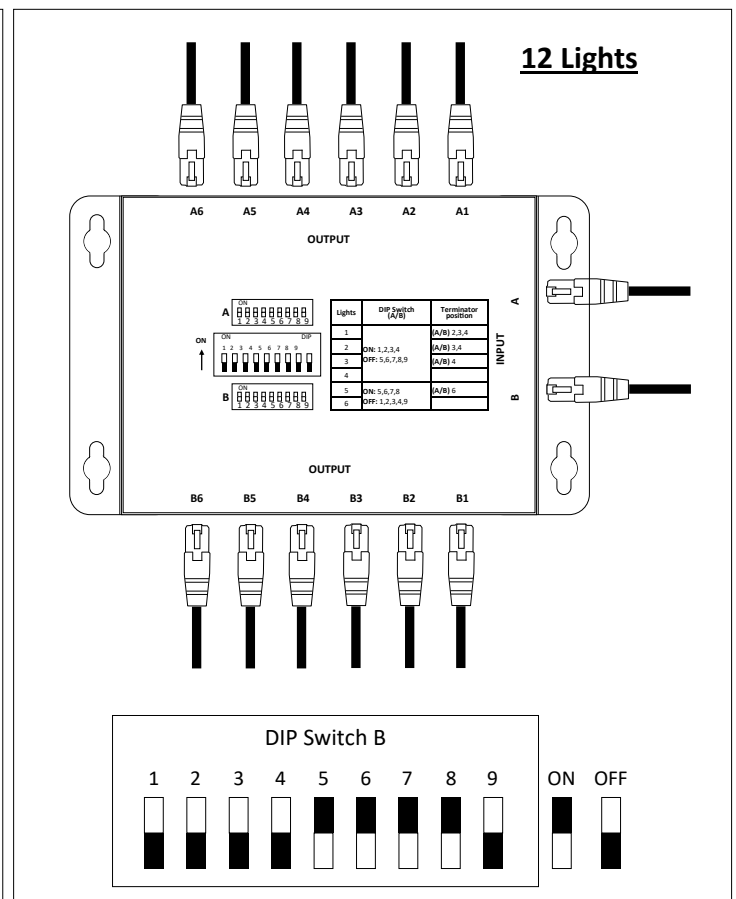 12 Lights
A6 A5 A4 A3 A2 A1
OUTPUT
A
ON
1 2 3 4 5 6 7 8 9
ON
ON DIP
1 2 3 4 5 6 7 8 9
B
ON
1 2 3 4 5 6 7 8 9
Lights DIP Switch (A/B) Terminator position
1 (A/B) 2,3,4
2 ON: 1,2,3,4 (A/B) 3,4
3 OFF: 5,6,7,8,9 (A/B) 4
4
5 ON: 5,6,7,8 (A/B) 6
6 OFF: 1,2,3,4,9
A
INPUT
B
OUTPUT
B6 B5 B4 B3 B2 B1
DIP Switch B
1 2 3 4 5 6 7 8 9 ON OFF